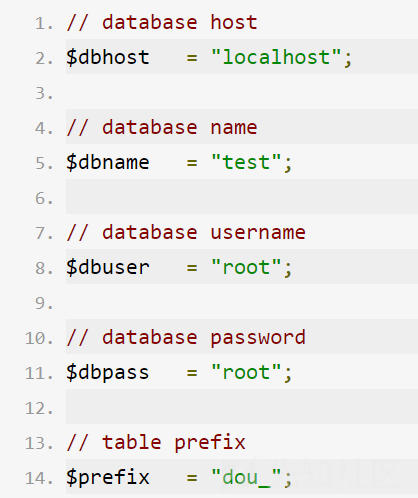 1. // database host
2. $dbhost   = "localhost";
3.
4. // database name
5. $dbname   = "test";
6.
7. // database username
8. $dbuser   = "root";
9.
10. // database password
11. $dbpass   = "root";
12.
13. // table prefix
14. $prefix   = "dou_";